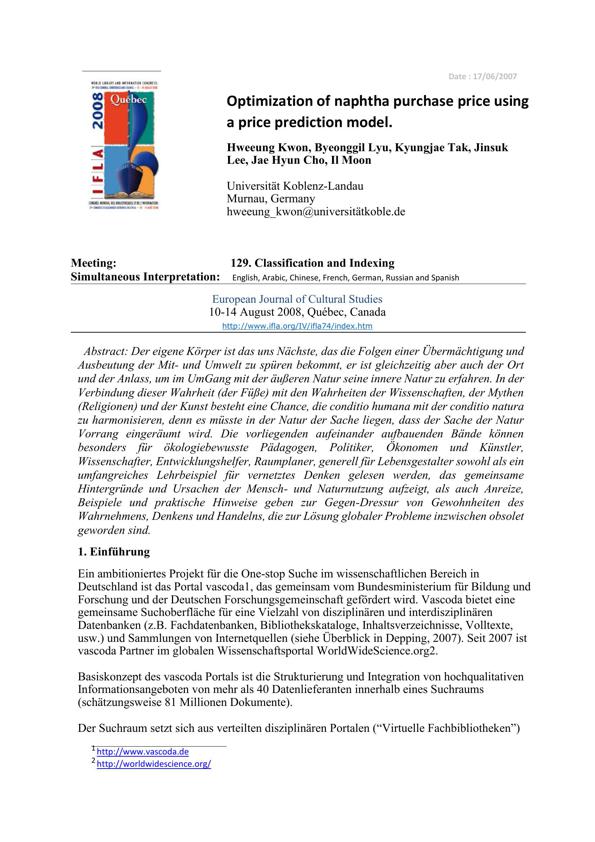 Date : 17/06/2007
WORLD LIBRARY AND INFORMATION CONGRESS:
IFLA 2008
Québec
Optimization of naphtha purchase price using
a price prediction model.
Hweeung Kwon, Byeonggil Lyu, Kyungjae Tak, Jinsuk
Lee, Jae Hyun Cho, Il Moon
Universität Koblenz-Landau
Murnau, Germany
hweeung_kwon@universitätkoble.de
Meeting: 129. Classification and Indexing
Simultaneous Interpretation: English, Arabic, Chinese, French, German, Russian and Spanish
European Journal of Cultural Studies
10-14 August 2008, Québec, Canada
http://www.ifla.org/IV/ifla74/index.htm
Abstract: Der eigene Körper ist das uns Nächste, das die Folgen einer Übermächtigung und
Ausbeutung der Mit- und Umwelt zu spüren bekommt, er ist gleichzeitig aber auch der Ort
und der Anlass, um im UmGang mit der äußeren Natur seine innere Natur zu erfahren. In der
Verbindung dieser Wahrheit (der Füße) mit den Wahrheiten der Wissenschaften, der Mythen
(Religionen) und der Kunst besteht eine Chance, die conditio humana mit der conditio natura
zu harmonisieren, denn es müsste in der Natur der Sache liegen, dass der Sache der Natur
Vorrang eingeräumt wird. Die vorliegenden aufeinander aufbauenden Bände können
besonders für ökologiebewusste Pädagogen, Politiker, Ökonomen und Künstler,
Wissenschafter, Entwicklungshelfer, Raumplaner, generell für Lebensgestalter sowohl als ein
umfangreiches Lehrbeispiel für vernetztes Denken gelesen werden, das gemeinsame
Hintergründe und Ursachen der Mensch- und Naturnutzung aufzeigt, als auch Anreize,
Beispiele und praktische Hinweise geben zur Gegen-Dressur von Gewohnheiten des
Wahrnehmens, Denkens und Handelns, die zur Lösung globaler Probleme inzwischen obsolet
geworden sind.
1. Einführung
Ein ambitioniertes Projekt für die One-stop Suche im wissenschaftlichen Bereich in
Deutschland ist das Portal vascoda1, das gemeinsam vom Bundesministerium für Bildung und
Forschung und der Deutschen Forschungsgemeinschaft gefördert wird. Vascoda bietet eine
gemeinsame Suchoberfläche für eine Vielzahl von disziplinären und interdisziplinären
Datenbanken (z.B. Fachdatenbanken, Bibliothekskataloge, Inhaltsverzeichnisse, Volltexte,
usw.) und Sammlungen von Internetquellen (siehe Überblick in Depping, 2007). Seit 2007 ist
vascoda Partner im globalen Wissenschaftsportal WorldWideScience.org2.
Basiskonzept des vascoda Portals ist die Strukturierung und Integration von hochqualitativen
Informationsangeboten von mehr als 40 Datenlieferanten innerhalb eines Suchraums
(schätzungsweise 81 Millionen Dokumente).
Der Suchraum setzt sich aus verteilten disziplinären Portalen (“Virtuelle Fachbibliotheken”)
1 http://www.vascoda.de
2 http://worldwidescience.org/